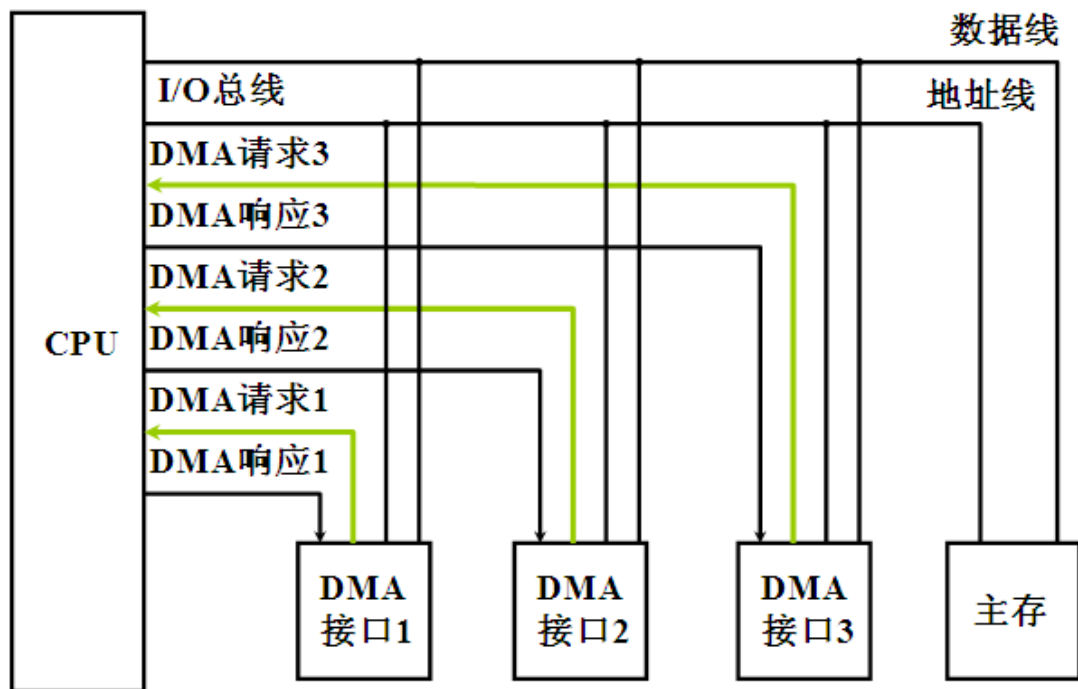 数据线
I/O总线
地址线
DMA请求3
DMA响应3
DMA请求2
DMA响应2
DMA请求1
DMA响应1
CPU
DMA
接口1
DMA
接口2
DMA
接口3
主存